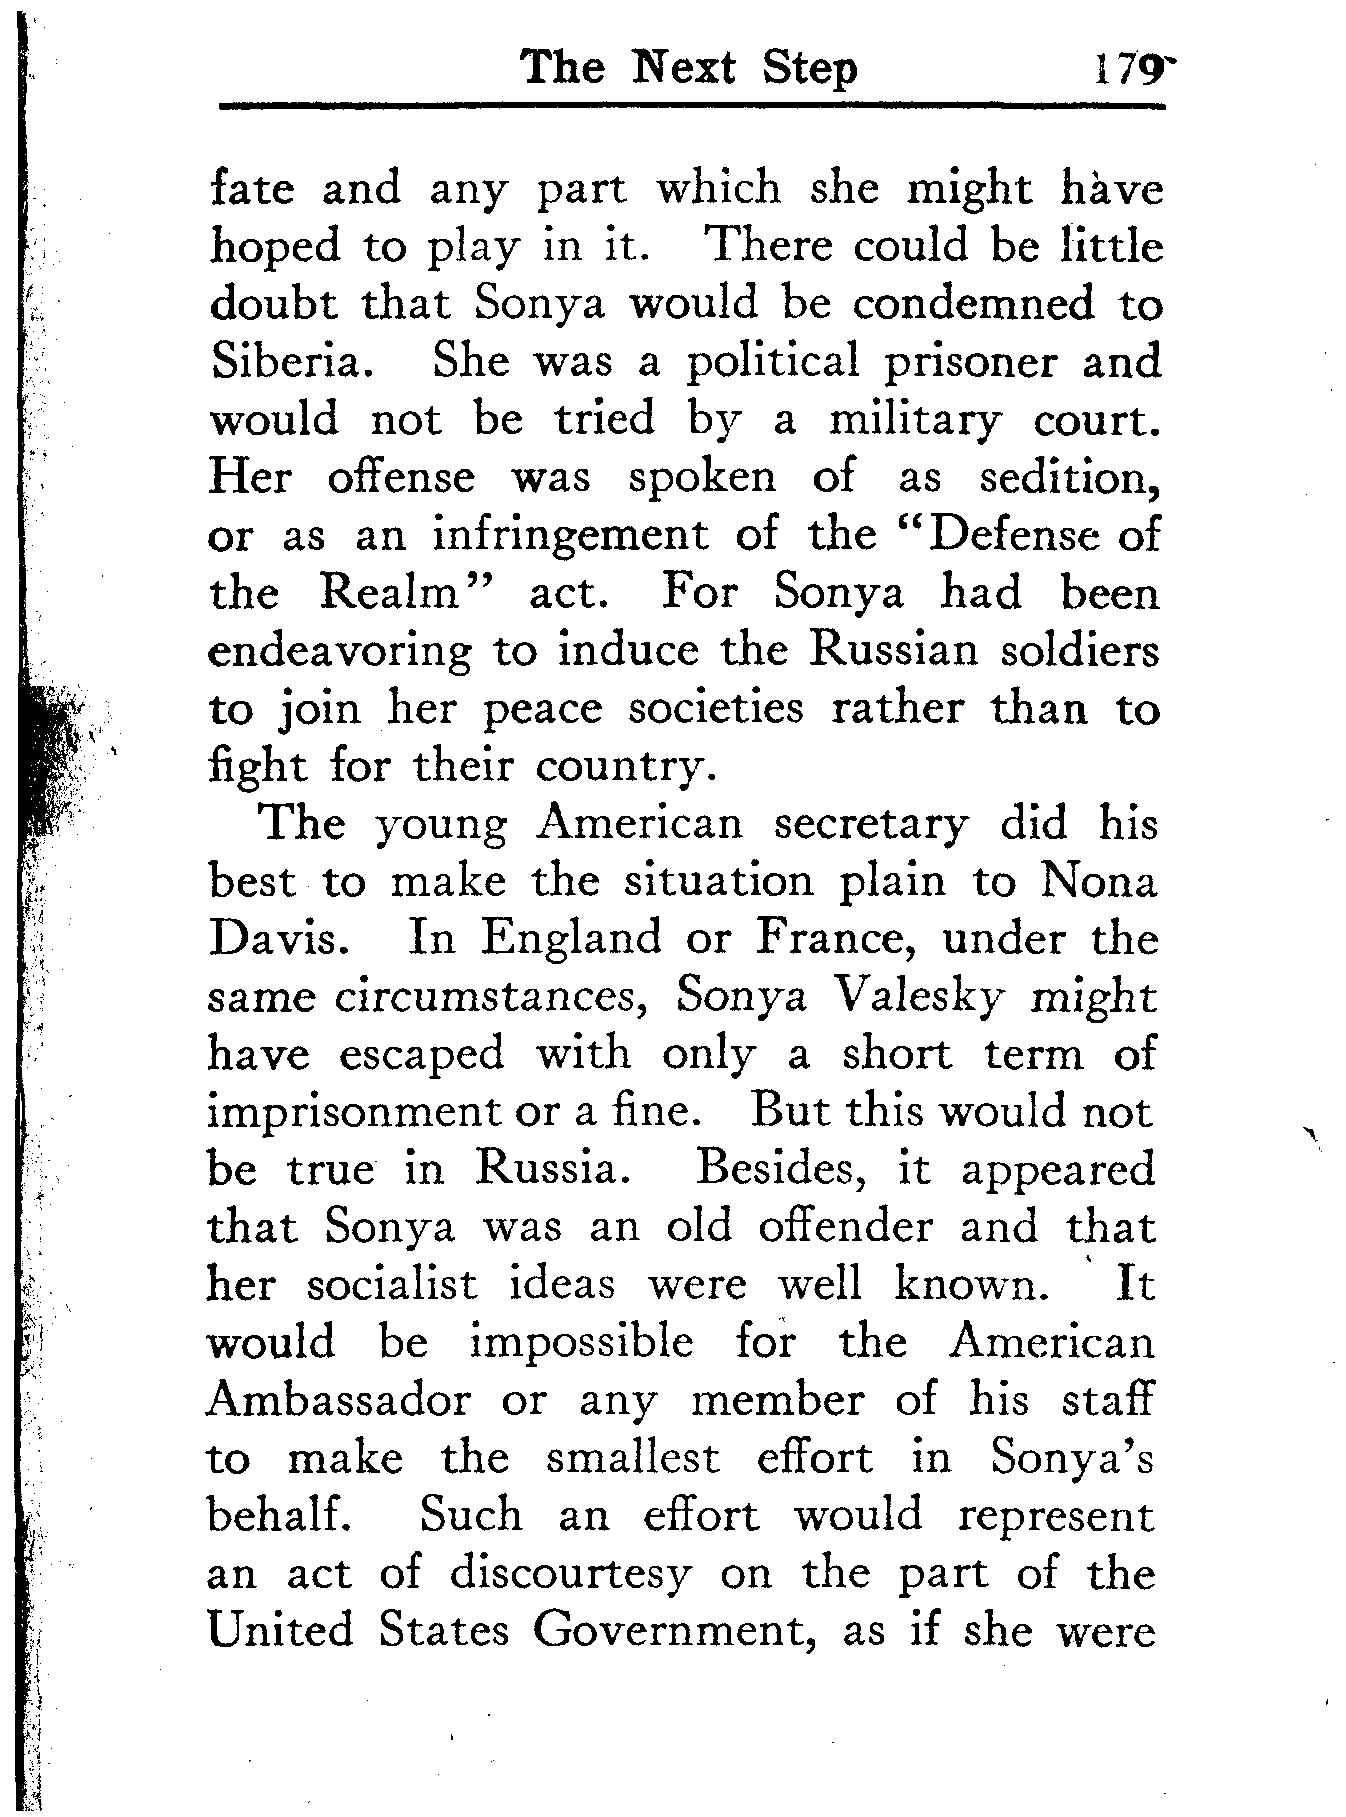 The Next Step 179
fate and any part which she might have
hoped to play in it. There could be little
doubt that Sonya would be condemned to
Siberia. She was a political prisoner and
would not be tried by a military court.
Her offense was spoken of as sedition,
or as an infringement of the “Defense of
the Realm” act. For Sonya had been
endeavoring to induce the Russian soldiers
to join her peace societies rather than to
fight for their country.
The young American secretary did his
best to make the situation plain to Nona
Davis. In England or France, under the
same circumstances, Sonya Valesky might
have escaped with only a short term of
imprisonment or a fine. But this would not
be true in Russia. Besides, it appeared
that Sonya was an old offender and that
her socialist ideas were well known. It
would be impossible for the American
Ambassador or any member of his staff
to make the smallest effort in Sonya’s
behalf. Such an effort would represent
an act of discourtesy on the part of the
United States Government, as if she were